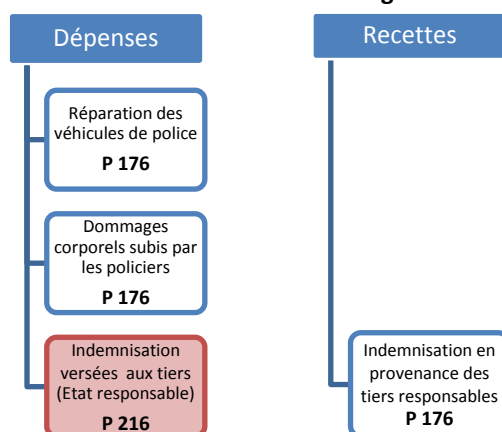 Dépenses
Réparation des
véhicules de police
P 176
Dommages
corporels subis par
les policiers
P 176
Indemnisation
versées aux tiers
(Etat responsable)
P 216
Recettes
Indemnisation en
provenance des
tiers responsables
P 176